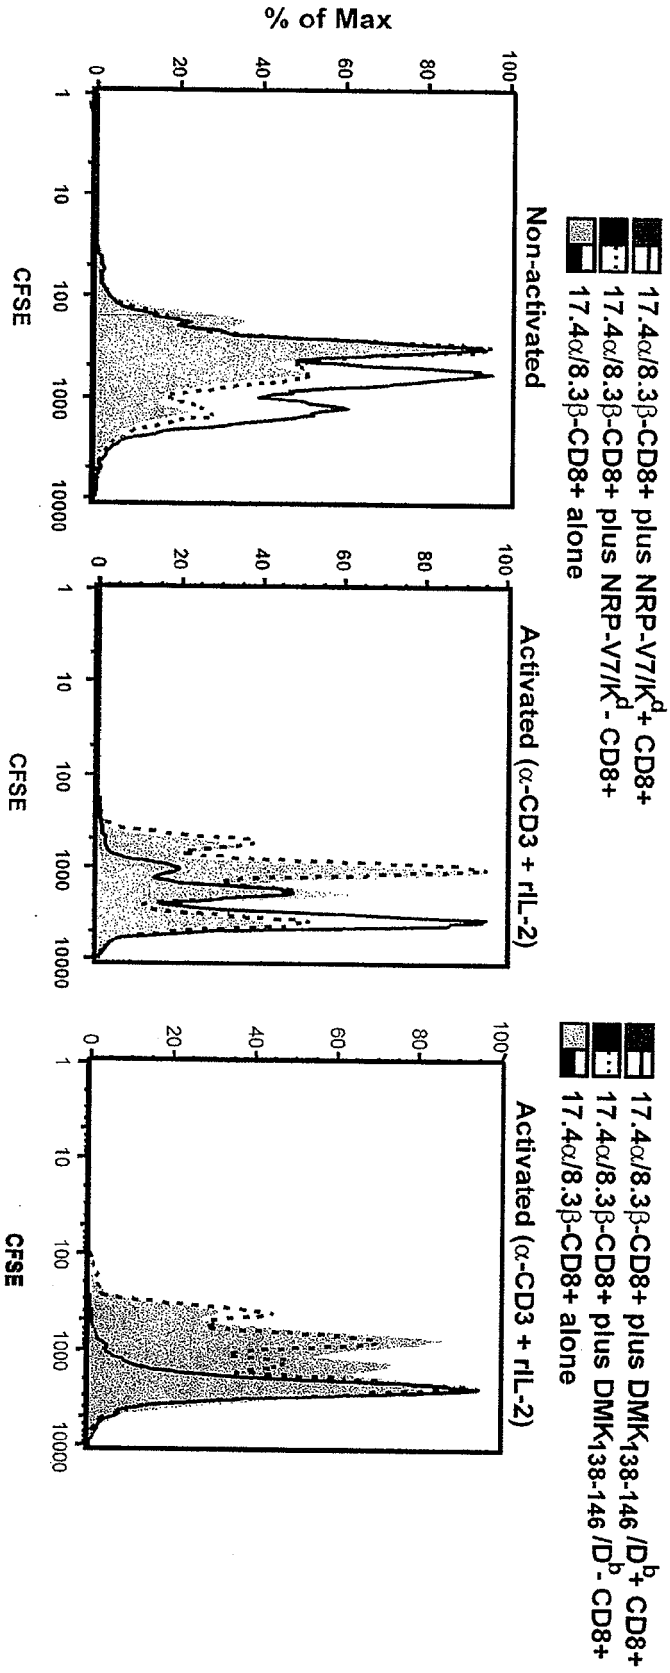 17.4α/8.3β-CD8+ plus NRP-V7/Kd+ CD8+
17.4α/8.3β-CD8+ plus NRP-V7/Kd- CD8+
17.4α/8.3β-CD8+ alone
17.4α/8.3β-CD8+ plus DMK138-146 /Db+ CD8+
17.4α/8.3β-CD8+ plus DMK138-146 /Db- CD8+
17.4α/8.3β-CD8+ alone
Non-activated
% of Max
100
80
60
40
20
0
1 10 100 1000 10000
CFSE
Activated (α-CD3 + rIL-2)
100
80
60
40
20
0
1 10 100 1000 10000
CFSE
Activated (α-CD3 + rIL-2)
100
80
60
40
20
0
1 10 100 1000 10000
CFSE